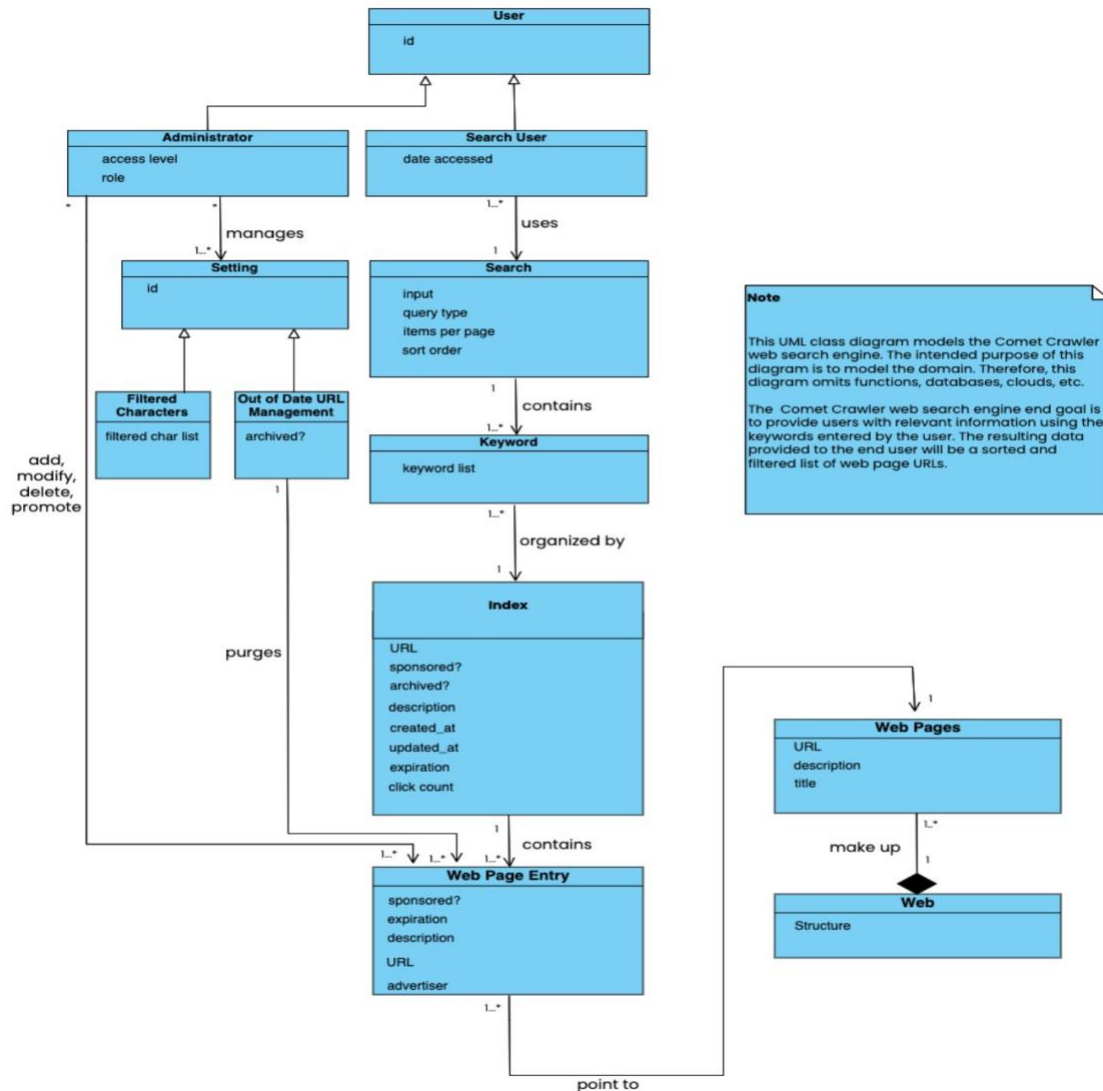 User
id
Administrator
access level
role
Search User
date accessed
*
*
manages
1...*
1...*
uses
1
Setting
id
Search
input
query type
items per page
sort order
Filtered
Characters
filtered char list
Out of Date URL
Management
archived?
1
1
contains
1...*
Keyword
keyword list
1...*
organized by
1
add,
modify,
delete,
promote
purges
Index
URL
sponsored?
archived?
description
created_at
updated_at
expiration
click count
1
contains
1...*
1...*
1...*
Web Page Entry
sponsored?
expiration
description
URL
advertiser
1...*
point to
Note
This UML class diagram models the Comet Crawler
web search engine. The intended purpose of this
diagram is to model the domain. Therefore, this
diagram omits functions, databases, clouds, etc.
The Comet Crawler web search engine end goal is
to provide users with relevant information using the
keywords entered by the user. The resulting data
provided to the end user will be a sorted and
filtered list of web page URLs.
1
Web Pages
URL
description
title
1..*
make up
1
Web
Structure